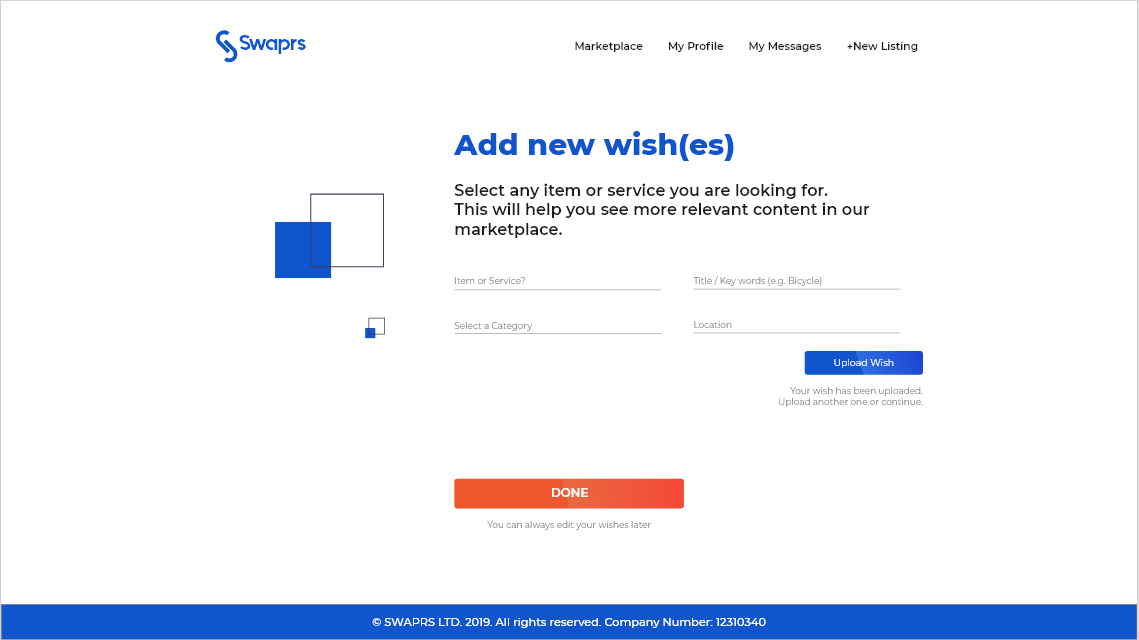 Swaprs
Marketplace My Profile My Messages +New Listing
Add new wish(es)
Select any item or service you are looking for.
This will help you see more relevant content in our
marketplace.
Item or Service? Title / Key words (e.g. Bicycle)
Select a Category Location
Upload Wish
Your wish has been uploaded.
Upload another one or continue.
DONE
You can always edit your wishes later
© SWAPRS LTD. 2019. All rights reserved. Company Number: 12310340